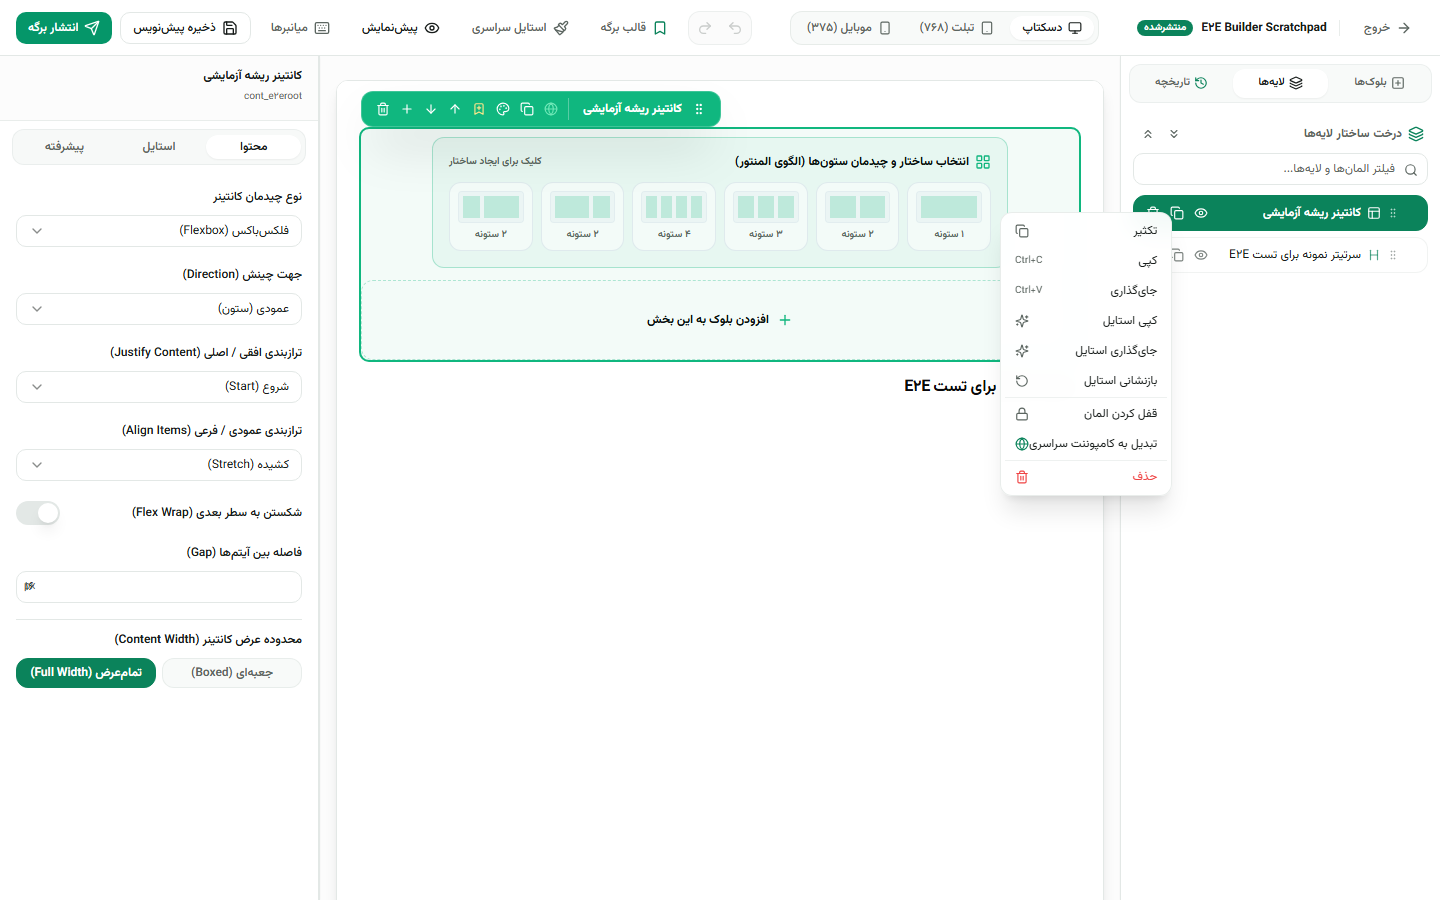 خروج
E2E Builder Scratchpad
منتشرشده
دسکتاپ
تبلت (۷۶۸)
موبایل (۳۷۵)
قالب برگه
استایل سراسری
پیش‌نمایش
میانبرها
ذخیره پیش‌نویس
انتشار برگه
بلوک‌ها
لایه‌ها
تاریخچه
درخت ساختار لایه‌ها
فیلتر المان‌ها و لایه‌ها...
کانتینر ریشه آزمایشی
سرتیتر نمونه برای تست E2E
تکثیر
کپی Ctrl+C
جای‌گذاری Ctrl+V
کپی استایل
جای‌گذاری استایل
بازنشانی استایل
قفل کردن المان
تبدیل به کامپوننت سراسری
حذف
کانتینر ریشه آزمایشی
انتخاب ساختار و چیدمان ستون‌ها (الگوی المنتور)
کلیک برای ایجاد ساختار
۱ ستونه
۲ ستونه
۳ ستونه
۴ ستونه
۲ ستونه
۲ ستونه
افزودن بلوک به این بخش
برای تست E2E
کانتینر ریشه آزمایشی
cont_e2eroot
محتوا
استایل
پیشرفته
نوع چیدمان کانتینر
فلکس‌باکس (Flexbox)
جهت چینش (Direction)
عمودی (ستون)
ترازبندی افقی / اصلی (Justify Content)
شروع (Start)
ترازبندی عمودی / فرعی (Align Items)
کشیده (Stretch)
شکستن به سطر بعدی (Flex Wrap)
فاصله بین آیتم‌ها (Gap)
محدوده عرض کانتینر (Content Width)
جعبه‌ای (Boxed)
تمام‌عرض (Full Width)